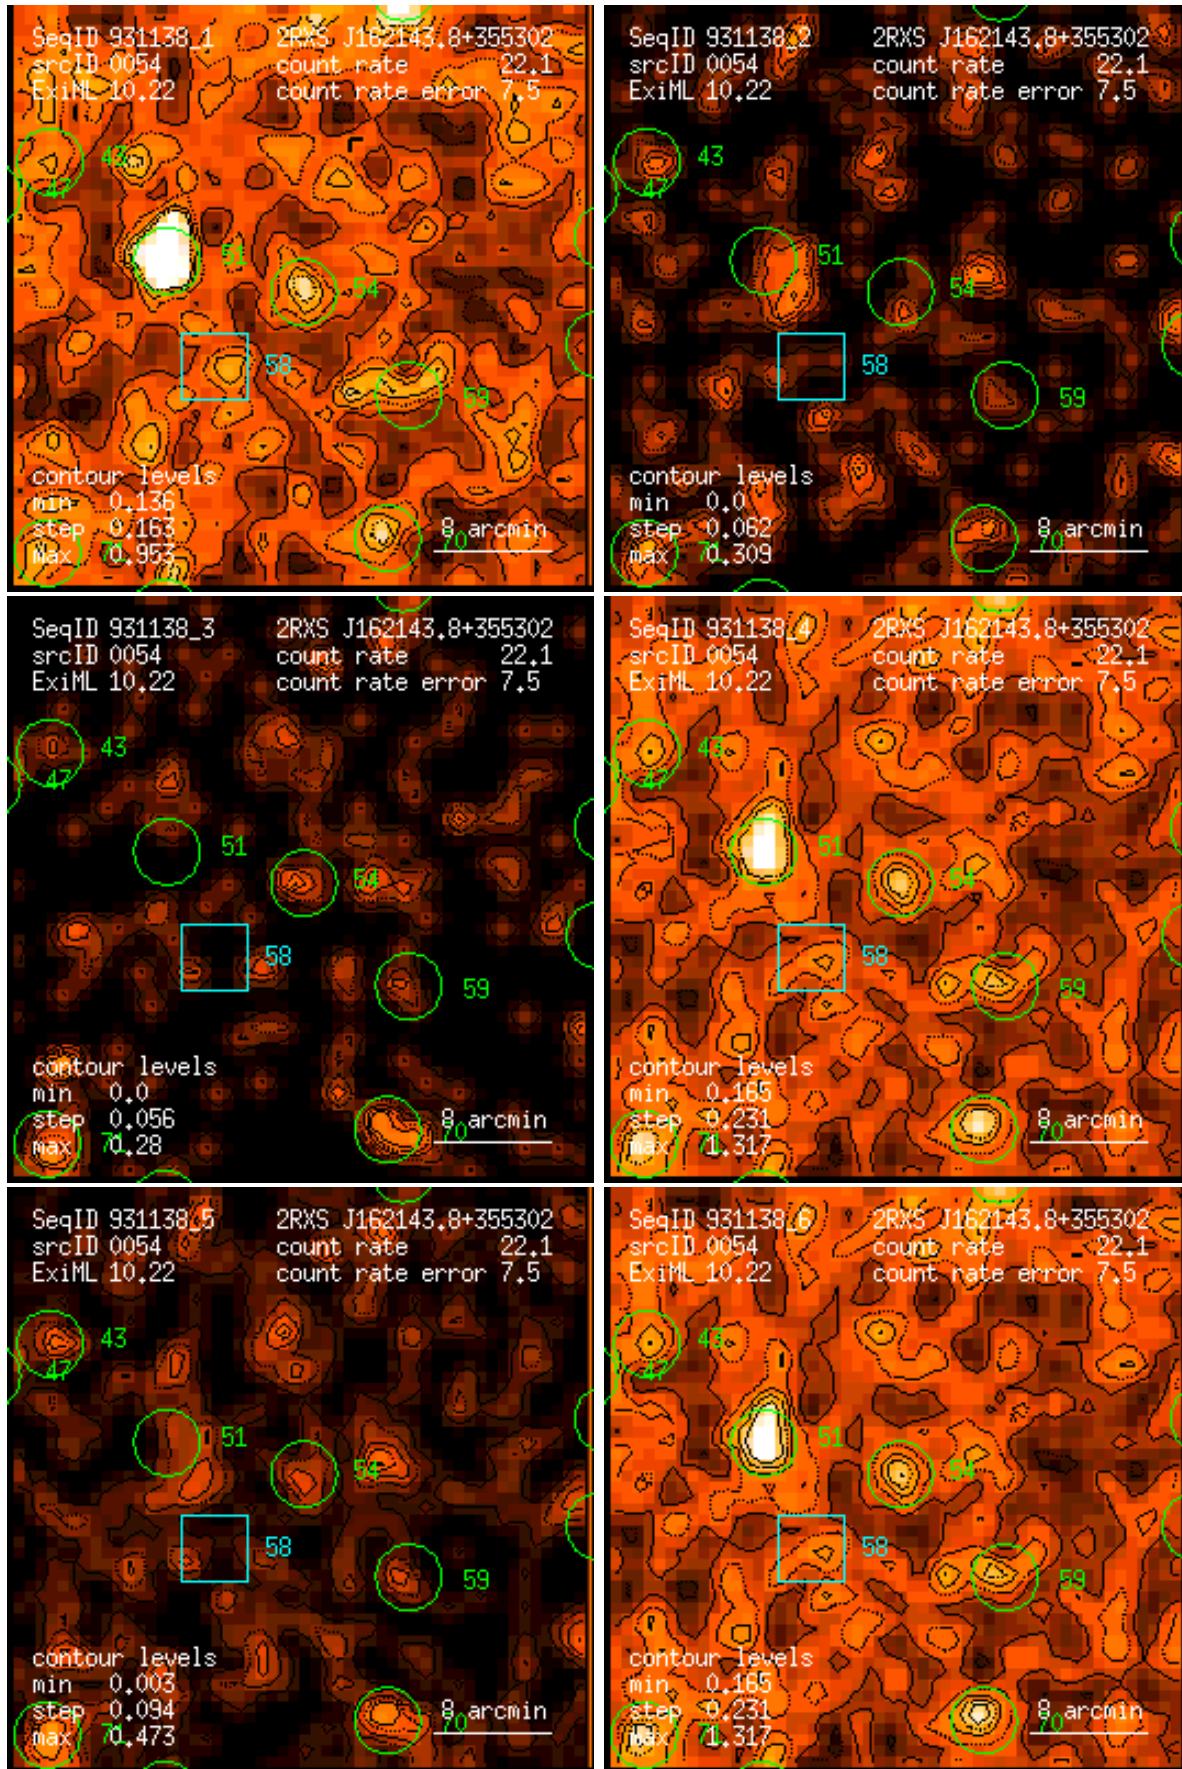 SeqID 931138_1 2RXS J162143.8+355302
srcID 0054 count rate 22.1
ExiML 10.22 count rate error 7.5
43
47
51
54
58
59
contour levels
min 0.136
step 0.163
max 0.953
8 arcmin
70
SeqID 931138_2 2RXS J162143.8+355302
srcID 0054 count rate 22.1
ExiML 10.22 count rate error 7.5
43
47
51
54
58
59
contour levels
min 0.0
step 0.062
max 0.309
8 arcmin
70
SeqID 931138_3 2RXS J162143.8+355302
srcID 0054 count rate 22.1
ExiML 10.22 count rate error 7.5
43
47
51
54
58
59
contour levels
min 0.0
step 0.056
max 0.28
8 arcmin
70
SeqID 931138_4 2RXS J162143.8+355302
srcID 0054 count rate 22.1
ExiML 10.22 count rate error 7.5
43
47
51
54
58
59
contour levels
min 0.165
step 0.231
max 1.317
8 arcmin
70
SeqID 931138_5 2RXS J162143.8+355302
srcID 0054 count rate 22.1
ExiML 10.22 count rate error 7.5
43
47
51
54
58
59
contour levels
min 0.003
step 0.094
max 0.473
8 arcmin
70
SeqID 931138_6 2RXS J162143.8+355302
srcID 0054 count rate 22.1
ExiML 10.22 count rate error 7.5
43
47
51
54
58
59
contour levels
min 0.165
step 0.231
max 1.317
8 arcmin
70